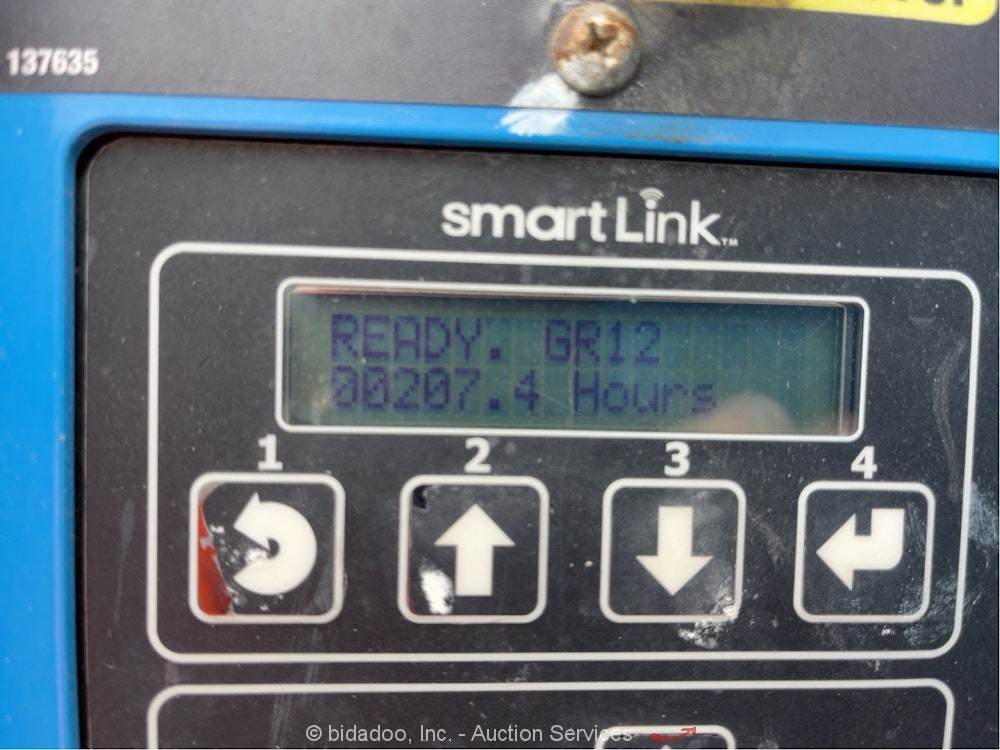 137635
smartLink™
READY. GR12
00207.4 Hours
1 2 3 4
© bidadoo, Inc. - Auction Services